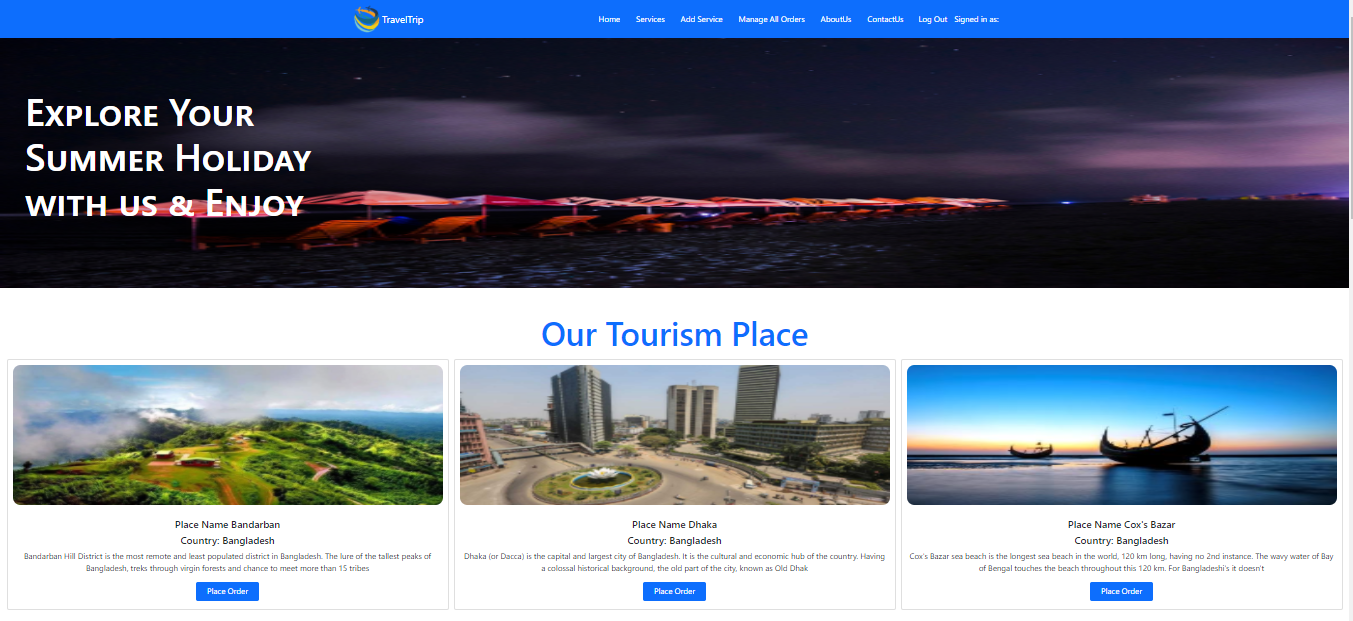 TravelTrip
Home Services Add Service Manage All Orders AboutUs ContactUs Log Out Signed in as:
Explore Your
Summer Holiday
with us & Enjoy
Our Tourism Place
Place Name Bandarban
Country: Bangladesh
Bandarban Hill District is the most remote and least populated district in Bangladesh. The lure of the tallest peaks of
Bangladesh, treks through virgin forests and chance to meet more than 15 tribes
Place Order
Place Name Dhaka
Country: Bangladesh
Dhaka (or Dacca) is the capital and largest city of Bangladesh. It is the cultural and economic hub of the country. Having
a colossal historical background, the old part of the city, known as Old Dhak
Place Order
Place Name Cox's Bazar
Country: Bangladesh
Cox's Bazar sea beach is the longest sea beach in the world, 120 km long, having no 2nd instance. The wavy water of Bay
of Bengal touches the beach throughout this 120 km. For Bangladeshi's it doesn't
Place Order